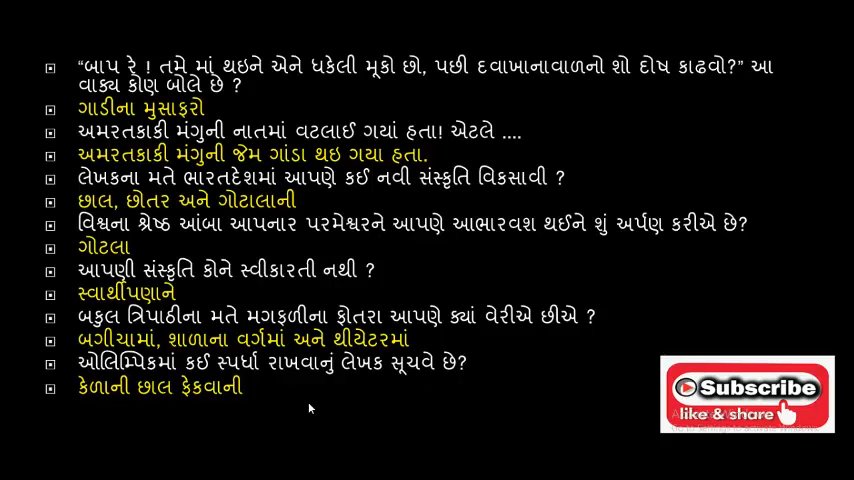 “બાપ રે ! તમે માં થઇને એને ધકેલી મૂકો છો, પછી દવાખાનાવાળનો શો દોષ કાઢવો?” આ
વાક્ય કોણ બોલે છે ?
ગાડીના મુસાફરો
અમરતકાકી મંગુની નાતમાં વટલાઈ ગયાં હતા! એટલે ....
અમરતકાકી મંગુની જેમ ગાંડા થઇ ગયા હતા.
લેખકના મતે ભારતદેશમાં આપણે કઈ નવી સંસ્કૃતિ વિકસાવી ?
છાલ, છોતર અને ગોટાલાની
વિશ્વના શ્રેષ્ઠ આંબા આપનાર પરમેશ્વરને આપણે આભારવશ થઈને શું અર્પણ કરીએ છે?
ગોટલા
આપણી સંસ્કૃતિ કોને સ્વીકારતી નથી ?
સ્વાર્થીપણાને
બકુલ ત્રિપાઠીના મતે મગફળીના ફોતરા આપણે ક્યાં વેરીએ છીએ ?
બગીચામાં, શાળાના વર્ગમાં અને થીયેટરમાં
ઓલિમ્પિકમાં કઈ સ્પર્ધા રાખવાનું લેખક સૂચવે છે?
કેળાની છાલ ફેકવાની
Subscribe
like & share